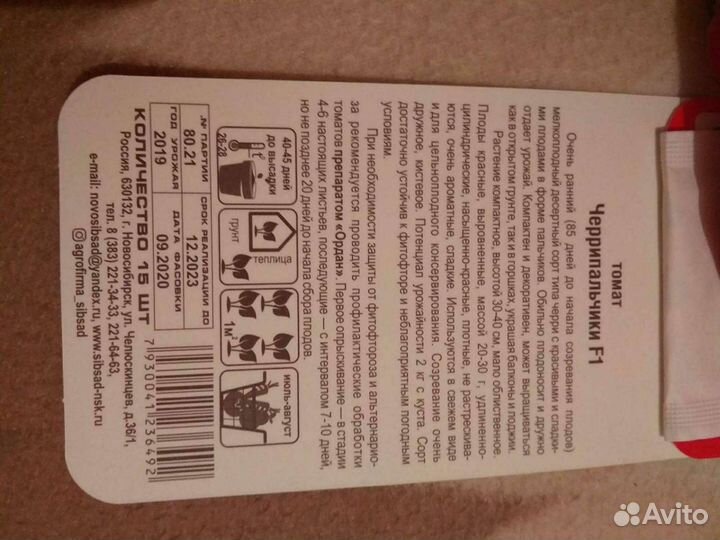 томат
Черрипальчики F1
Очень ранний (85 дней до начала созревания плодов)
мелкоплодный десертный сорт типа черри с красивыми и сладки-
ми плодами в форме пальчиков. Обильно плодоносит и дружно
отдает урожай. Компактен и декоративен, может выращиваться
как в открытом грунте, так и в горшках, украшая балконы и лоджии.
Растение компактное, высотой 30-40 см, мало облиственное.
Плоды красные, выровненные, массой 20-30 г, удлиненно-
цилиндрические, насыщенно-красные, плотные, не растрескива-
ются, очень ароматные, сладкие. Используются в свежем виде
и для цельноплодного консервирования. Созревание очень
дружное, кистевое. Потенциал урожайности 2 кг с куста. Сорт
достаточно устойчив к фитофторе и неблагоприятным погодным
условиям.
При необходимости защиты от фитофтороза и альтернарио-
за рекомендуется проводить профилактические обработки
томатов препаратом «Ордан». Первое опрыскивание — в стадии
4-6 настоящих листьев, последующие — с интервалом 7-10 дней,
но не позднее 20 дней до начала сбора плодов.
40-45 дней
до высадки
26-28
t°
грунт
теплица
1м²
июль-август
№ ПАРТИИ
СРОК РЕАЛИЗАЦИИ ДО
80.21
12.2023
ГОД УРОЖАЯ
ДАТА ФАСОВКИ
2019
09.2020
КОЛИЧЕСТВО 15 ШТ
Россия, 630132, г. Новосибирск, ул. Челюскинцев, д.36/1,
тел. 8 (383) 221-34-33, 221-64-63,
e-mail: novosibsad@yandex.ru, www.sibsad-nsk.ru
@agrofirma_sibsad
7930041236492
Avito